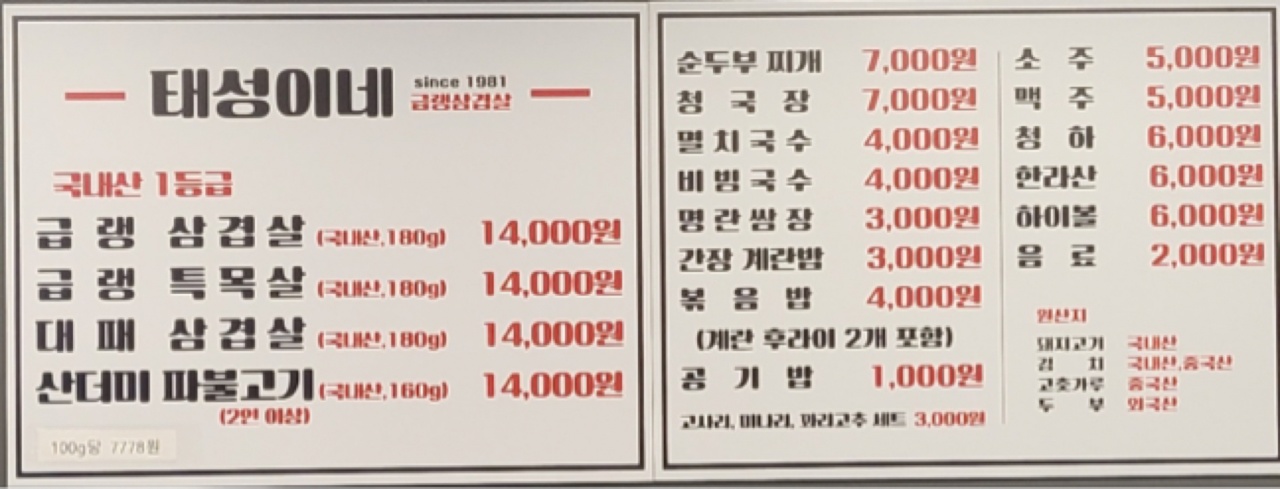 태성이네 since 1981
급랭삼겹살
국내산 1등급
급랭 삼겹살 (국내산,180g) 14,000원
급랭 특목살 (국내산,180g) 14,000원
대패 삼겹살 (국내산,180g) 14,000원
산더미 파불고기 (국내산,160g) 14,000원
(2인 이상)
100g당 7778원
순두부 찌개 7,000원
청국장 7,000원
멸치국수 4,000원
비빔국수 4,000원
명란쌈장 3,000원
간장 계란밥 3,000원
볶음밥 4,000원
(계란 후라이 2개 포함)
공기밥 1,000원
고사리, 미나리, 꽈리고추 세트 3,000원
소주 5,000원
맥주 5,000원
청하 6,000원
한라산 6,000원
하이볼 6,000원
음료 2,000원
원산지
돼지고기 국내산
김치 국내산,중국산
고춧가루 중국산
두부 외국산